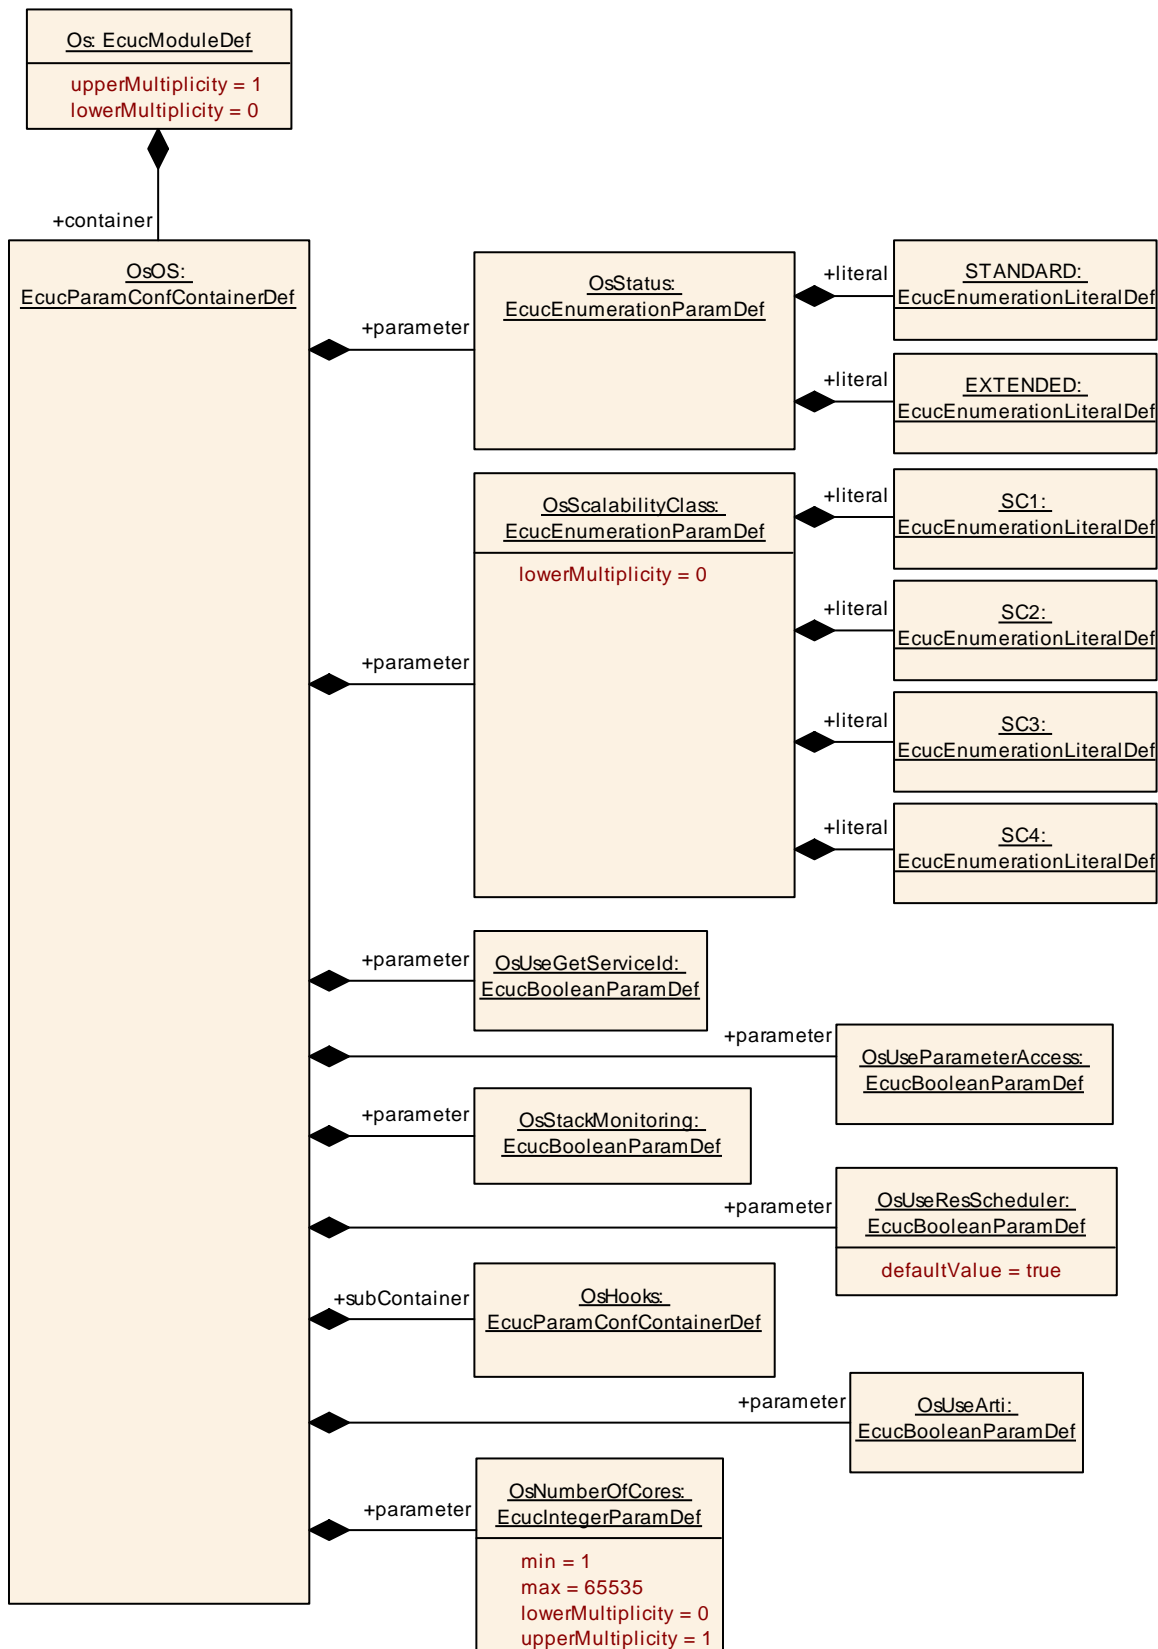 Os: EcucModuleDef
upperMultiplicity = 1
lowerMultiplicity = 0
+container
OsOS:
EcucParamConfContainerDef
+parameter
OsStatus:
EcucEnumerationParamDef
+literal
STANDARD:
EcucEnumerationLiteralDef
+literal
EXTENDED:
EcucEnumerationLiteralDef
+parameter
OsScalabilityClass:
EcucEnumerationParamDef
lowerMultiplicity = 0
+literal
SC1:
EcucEnumerationLiteralDef
+literal
SC2:
EcucEnumerationLiteralDef
+literal
SC3:
EcucEnumerationLiteralDef
+literal
SC4:
EcucEnumerationLiteralDef
+parameter
OsUseGetServiceId:
EcucBooleanParamDef
+parameter
OsUseParameterAccess:
EcucBooleanParamDef
+parameter
OsStackMonitoring:
EcucBooleanParamDef
+parameter
OsUseResScheduler:
EcucBooleanParamDef
defaultValue = true
+subContainer
OsHooks:
EcucParamConfContainerDef
+parameter
OsUseArti:
EcucBooleanParamDef
+parameter
OsNumberOfCores:
EcucIntegerParamDef
min = 1
max = 65535
lowerMultiplicity = 0
upperMultiplicity = 1